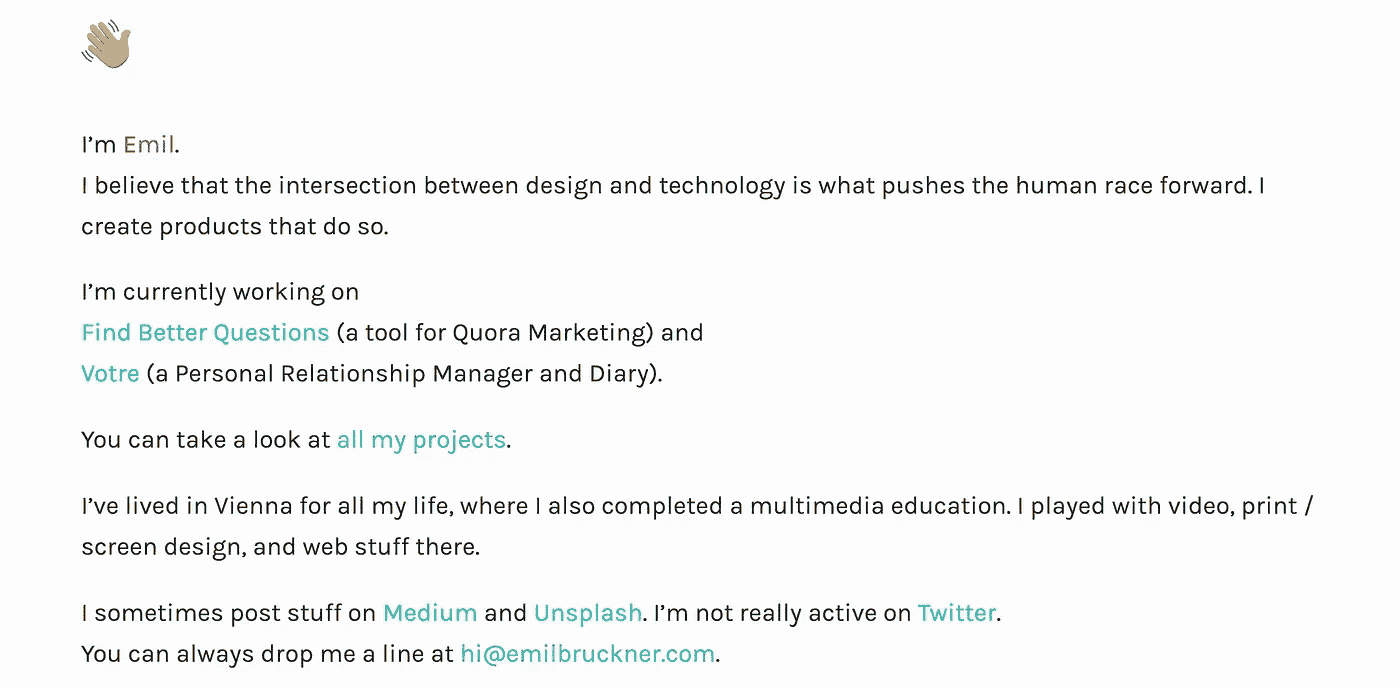 I’m Emil.
I believe that the intersection between design and technology is what pushes the human race forward. I
create products that do so.
I’m currently working on
Find Better Questions (a tool for Quora Marketing) and
Votre (a Personal Relationship Manager and Diary).
You can take a look at all my projects.
I’ve lived in Vienna for all my life, where I also completed a multimedia education. I played with video, print /
screen design, and web stuff there.
I sometimes post stuff on Medium and Unsplash. I’m not really active on Twitter.
You can always drop me a line at hi@emilbruckner.com.